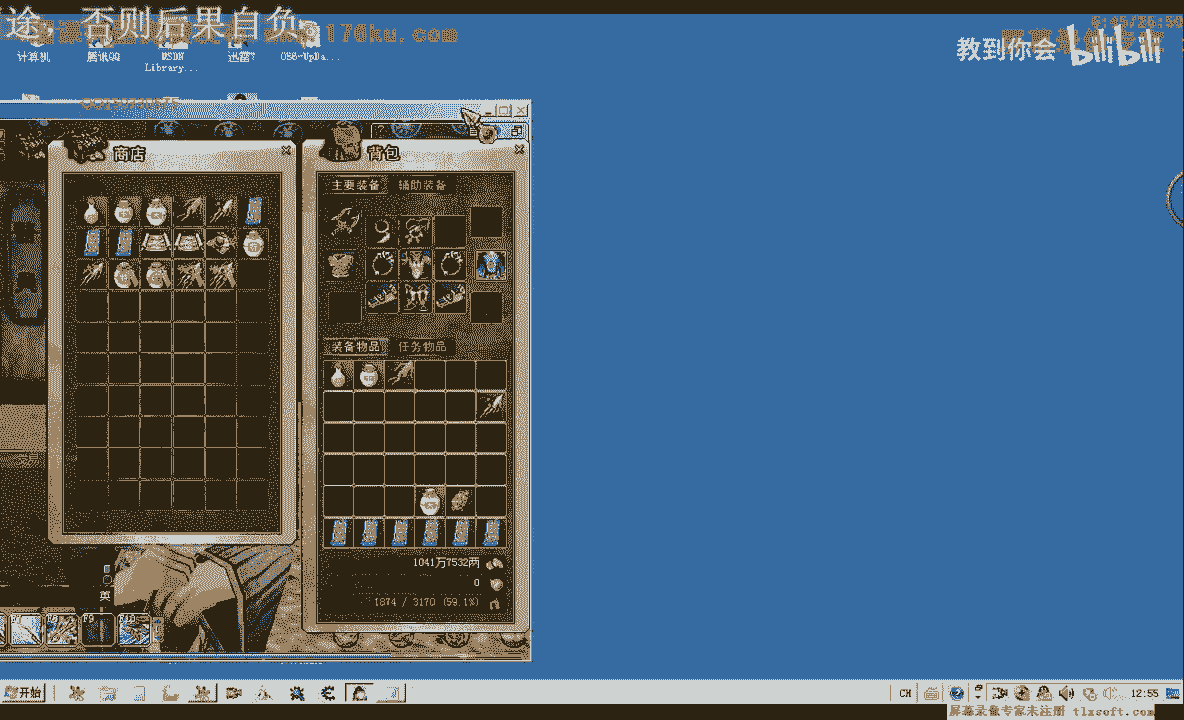 途，否则后果自负。
176ku.com
教到你会 bilibili
计算机
腾讯QQ
MSDN
Library...
迅雷7
OBS-UpDa...
商店
背包
主要装备 辅助装备
装备物品 任务物品
1041万7532两
0
1874 / 3170 (59.1%)
英
F9
F10
开始
CH
12:55
屏幕录像专家未注册 tlxsoft.com